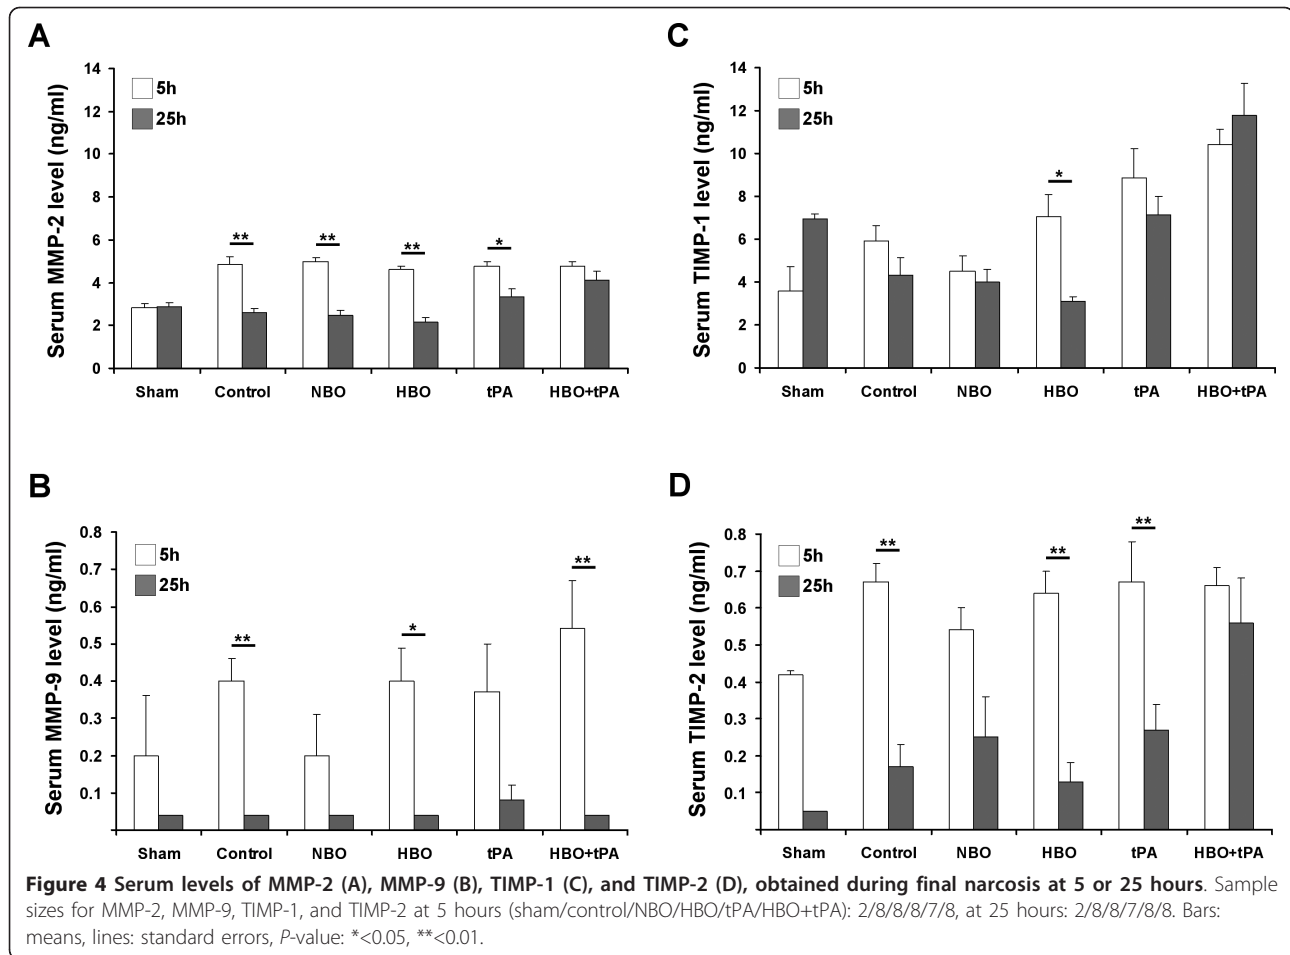 A
Serum MMP-2 level (ng/ml)
14
12
10
8
6
4
2
0
5h
25h
**
**
**
*
Sham Control NBO HBO tPA HBO+tPA
C
Serum TIMP-1 level (ng/ml)
14
12
10
8
6
4
2
0
5h
25h
*
Sham Control NBO HBO tPA HBO+tPA
B
Serum MMP-9 level (ng/ml)
0.8
0.7
0.6
0.5
0.4
0.3
0.2
0.1
5h
25h
**
*
**
Sham Control NBO HBO tPA HBO+tPA
D
Serum TIMP-2 level (ng/ml)
0.8
0.7
0.6
0.5
0.4
0.3
0.2
0.1
5h
25h
**
**
**
Sham Control NBO HBO tPA HBO+tPA
Figure 4 Serum levels of MMP-2 (A), MMP-9 (B), TIMP-1 (C), and TIMP-2 (D), obtained during final narcosis at 5 or 25 hours. Sample
sizes for MMP-2, MMP-9, TIMP-1, and TIMP-2 at 5 hours (sham/control/NBO/HBO/tPA/HBO+tPA): 2/8/8/8/7/8, at 25 hours: 2/8/8/7/8/8. Bars:
means, lines: standard errors, P-value: *<0.05, **<0.01.